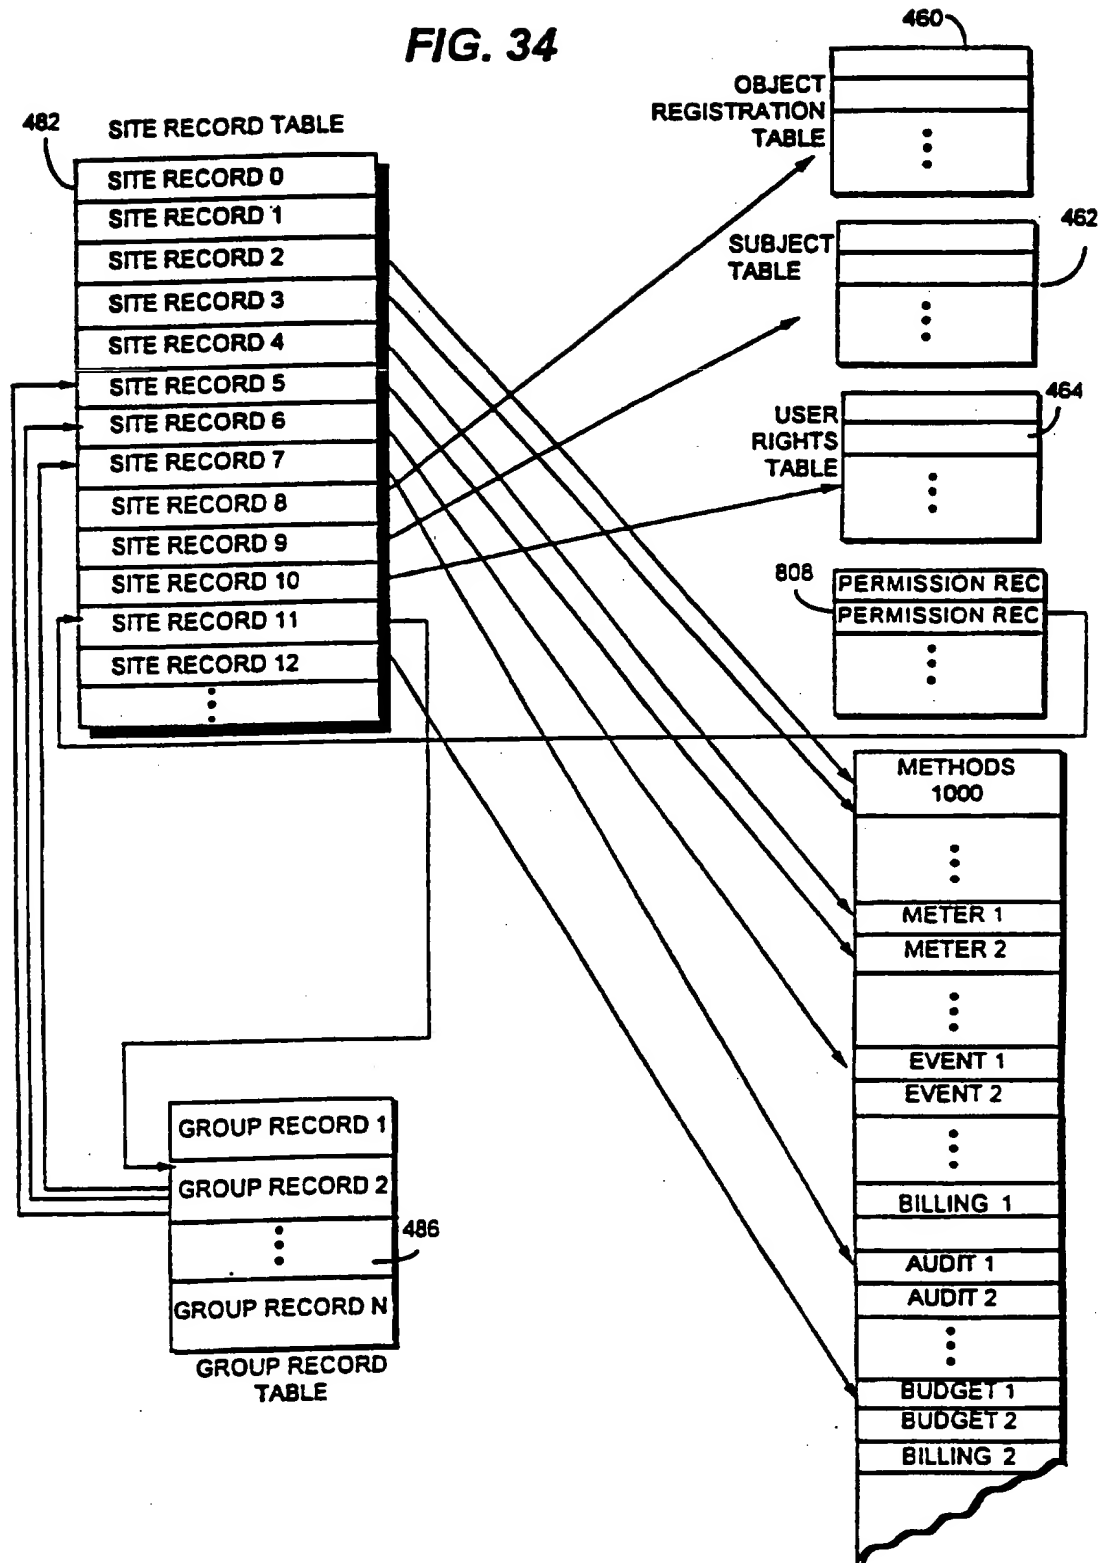 FIG. 34
482
SITE RECORD TABLE
SITE RECORD 0
SITE RECORD 1
SITE RECORD 2
SITE RECORD 3
SITE RECORD 4
SITE RECORD 5
SITE RECORD 6
SITE RECORD 7
SITE RECORD 8
SITE RECORD 9
SITE RECORD 10
SITE RECORD 11
SITE RECORD 12
460
OBJECT
REGISTRATION
TABLE
SUBJECT
TABLE
462
USER
RIGHTS
TABLE
464
808
PERMISSION REC
PERMISSION REC
METHODS
1000
METER 1
METER 2
EVENT 1
EVENT 2
BILLING 1
AUDIT 1
AUDIT 2
BUDGET 1
BUDGET 2
BILLING 2
GROUP RECORD 1
GROUP RECORD 2
486
GROUP RECORD N
GROUP RECORD
TABLE